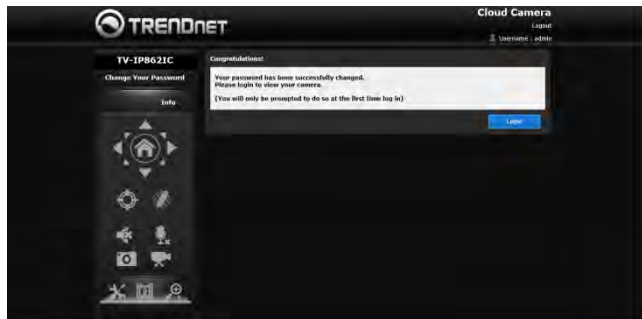 TRENDNET
Cloud Camera
Logout
Username : admin
TV-IP862IC
Change Your Password
Info
Congratulations!
Your password has been successfully changed.
Please login to view your camera.
(You will only be prompted to do so at the first time log in)
Login